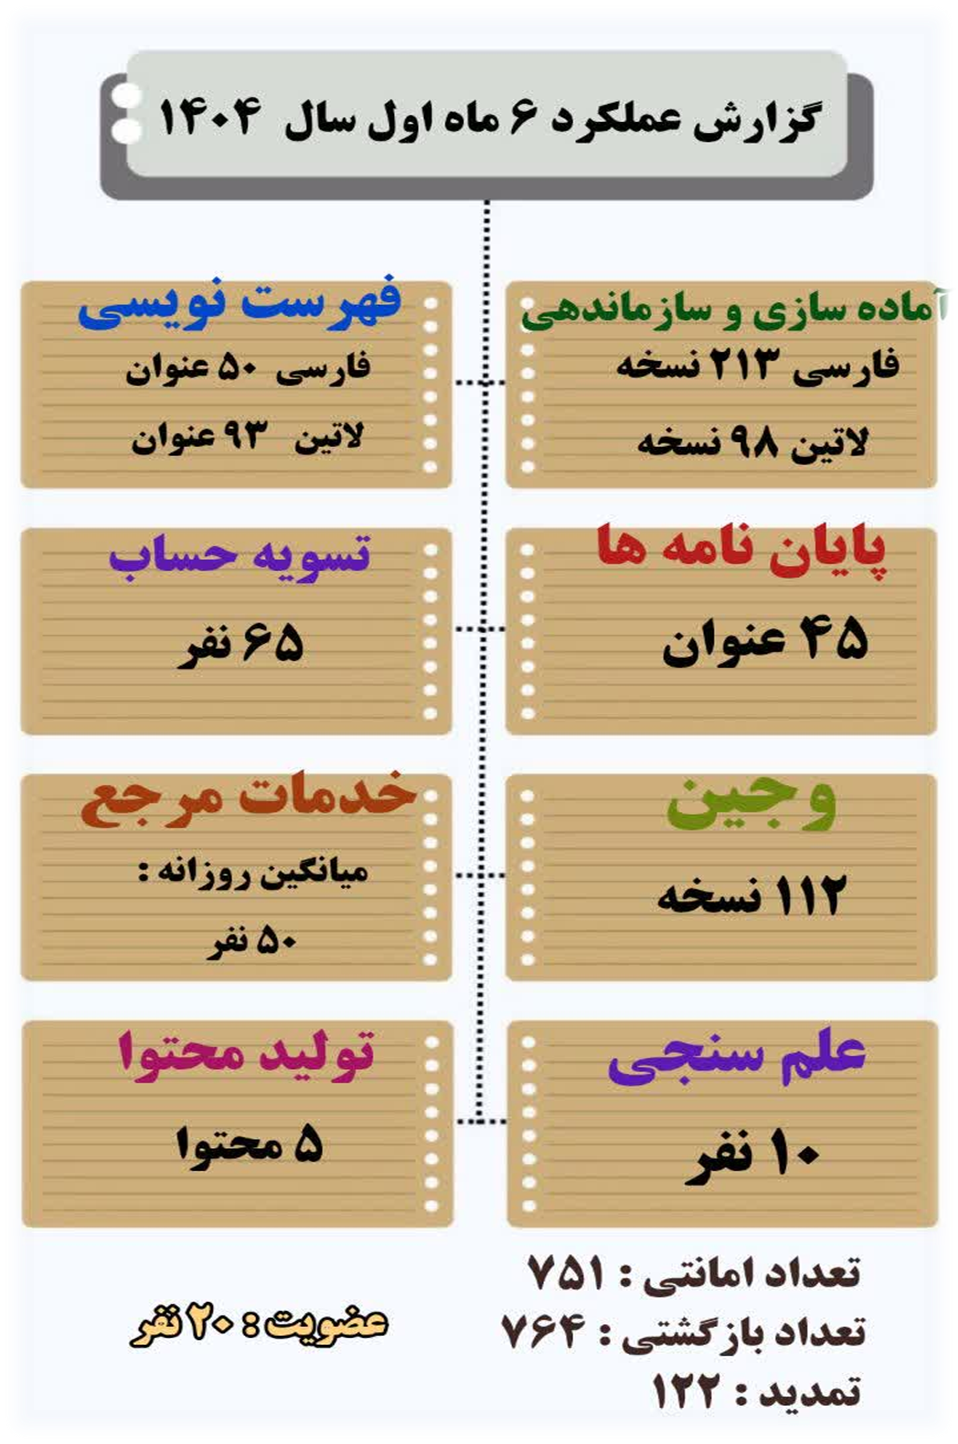 گزارش عملکرد ۶ ماه اول سال ۱۴۰۴
آماده سازی و سازماندهی
فارسی ۲۱۳ نسخه
لاتین ۹۸ نسخه
فهرست نویسی
فارسی ۵۰ عنوان
لاتین ۹۳ عنوان
پایان نامه ها
۴۵ عنوان
تسویه حساب
۶۵ نفر
وجین
۱۱۲ نسخه
خدمات مرجع
میانگین روزانه :
۵۰ نفر
علم سنجی
۱۰ نفر
تولید محتوا
۵ محتوا
تعداد امانتی : ۷۵۱
تعداد بازگشتی : ۷۶۴
تمدید : ۱۲۲
عضویت : ۲۰ نفر